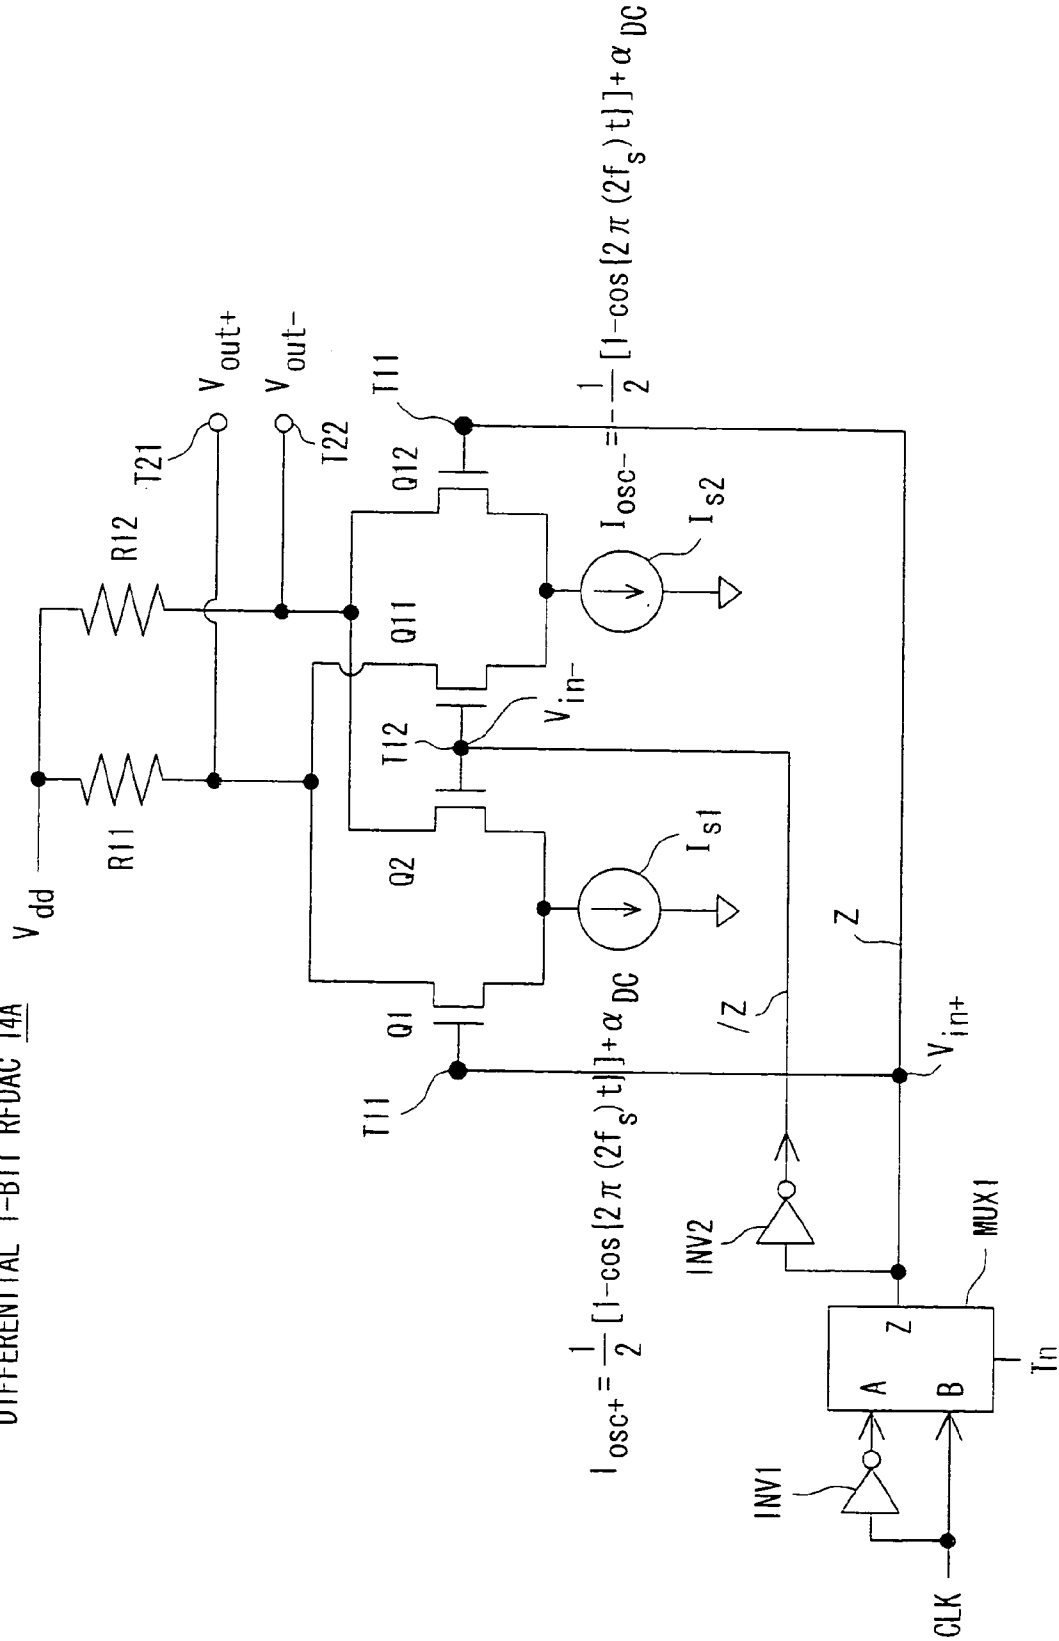 DIFFERENTIAL 1-BIT RFDAC 14A
Vdd
R11
R12
T21
Vout+
Vout-
T22
Q1
Q2
Q11
Q12
T11
T12
T11
Vin-
Iosc+ = 1/2 [1-cos{2π(2fs)t}]+αDC
Is1
Iosc- = -1/2 [1-cos{2π(2fs)t}]+αDC
Is2
/Z
Z
INV2
Vin+
INV1
A
B
Z
MUX1
CLK
Tn